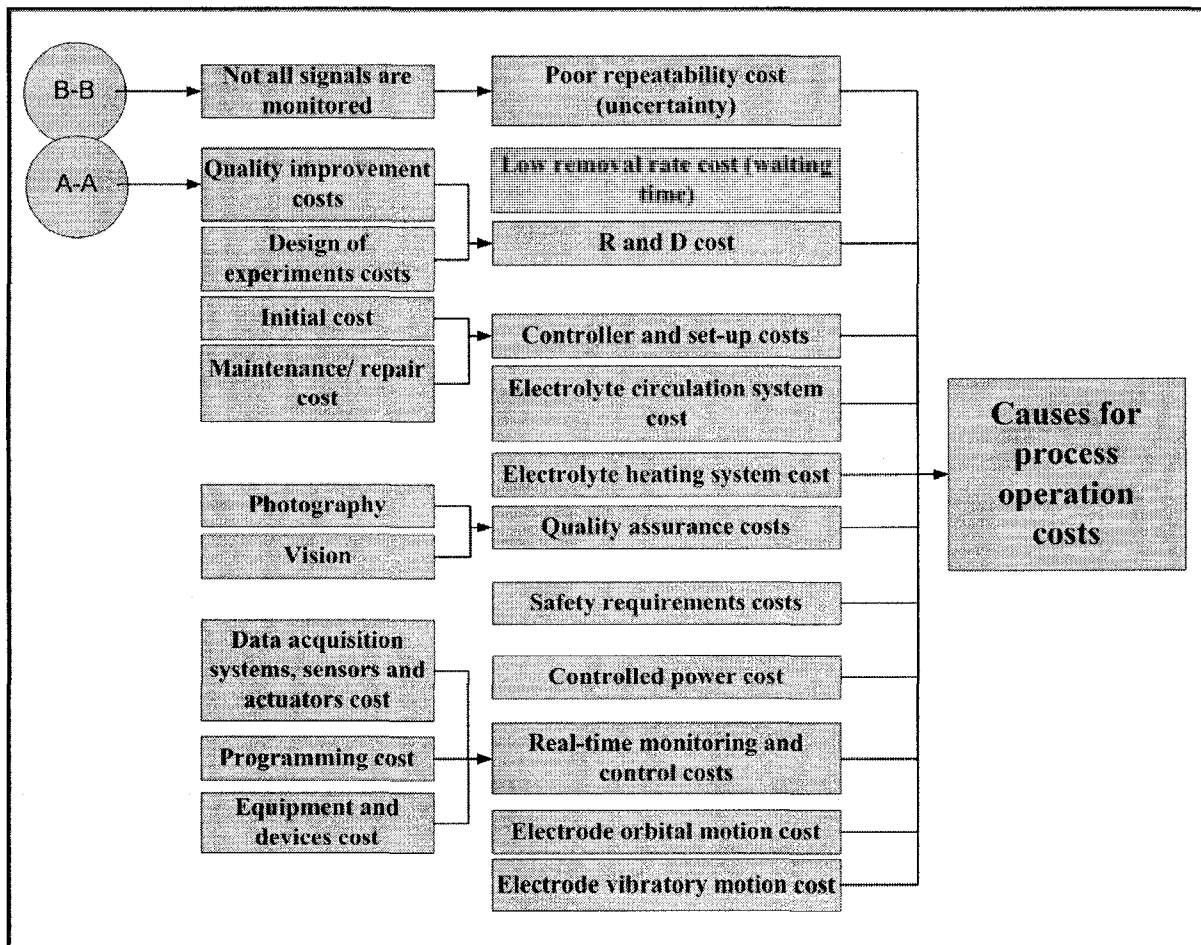 B-B
Not all signals are
monitored
Poor repeatability cost
(uncertainty)
A-A
Quality improvement
costs
Low removal rate cost (waiting
time)
Design of
experiments costs
R and D cost
Initial cost
Maintenance/ repair
cost
Controller and set-up costs
Electrolyte circulation system
cost
Electrolyte heating system cost
Photography
Vision
Quality assurance costs
Safety requirements costs
Data acquisition
systems, sensors and
actuators cost
Controlled power cost
Programming cost
Real-time monitoring and
control costs
Equipment and
devices cost
Electrode orbital motion cost
Electrode vibratory motion cost
Causes for
process
operation
costs